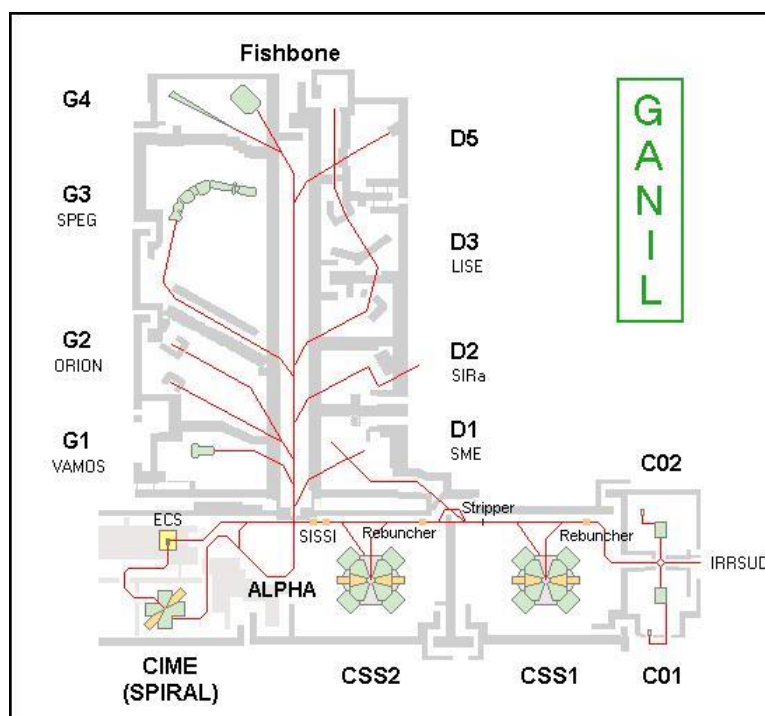 Fishbone
G4
G3
SPEG
G2
ORION
G1
VAMOS
D5
D3
LISE
D2
SIRa
D1
SME
G
A
N
I
L
C02
ECS
SISSI
Rebuncher
Stripper
Rebuncher
IRRSUD
ALPHA
CIME
(SPIRAL)
CSS2
CSS1
C01